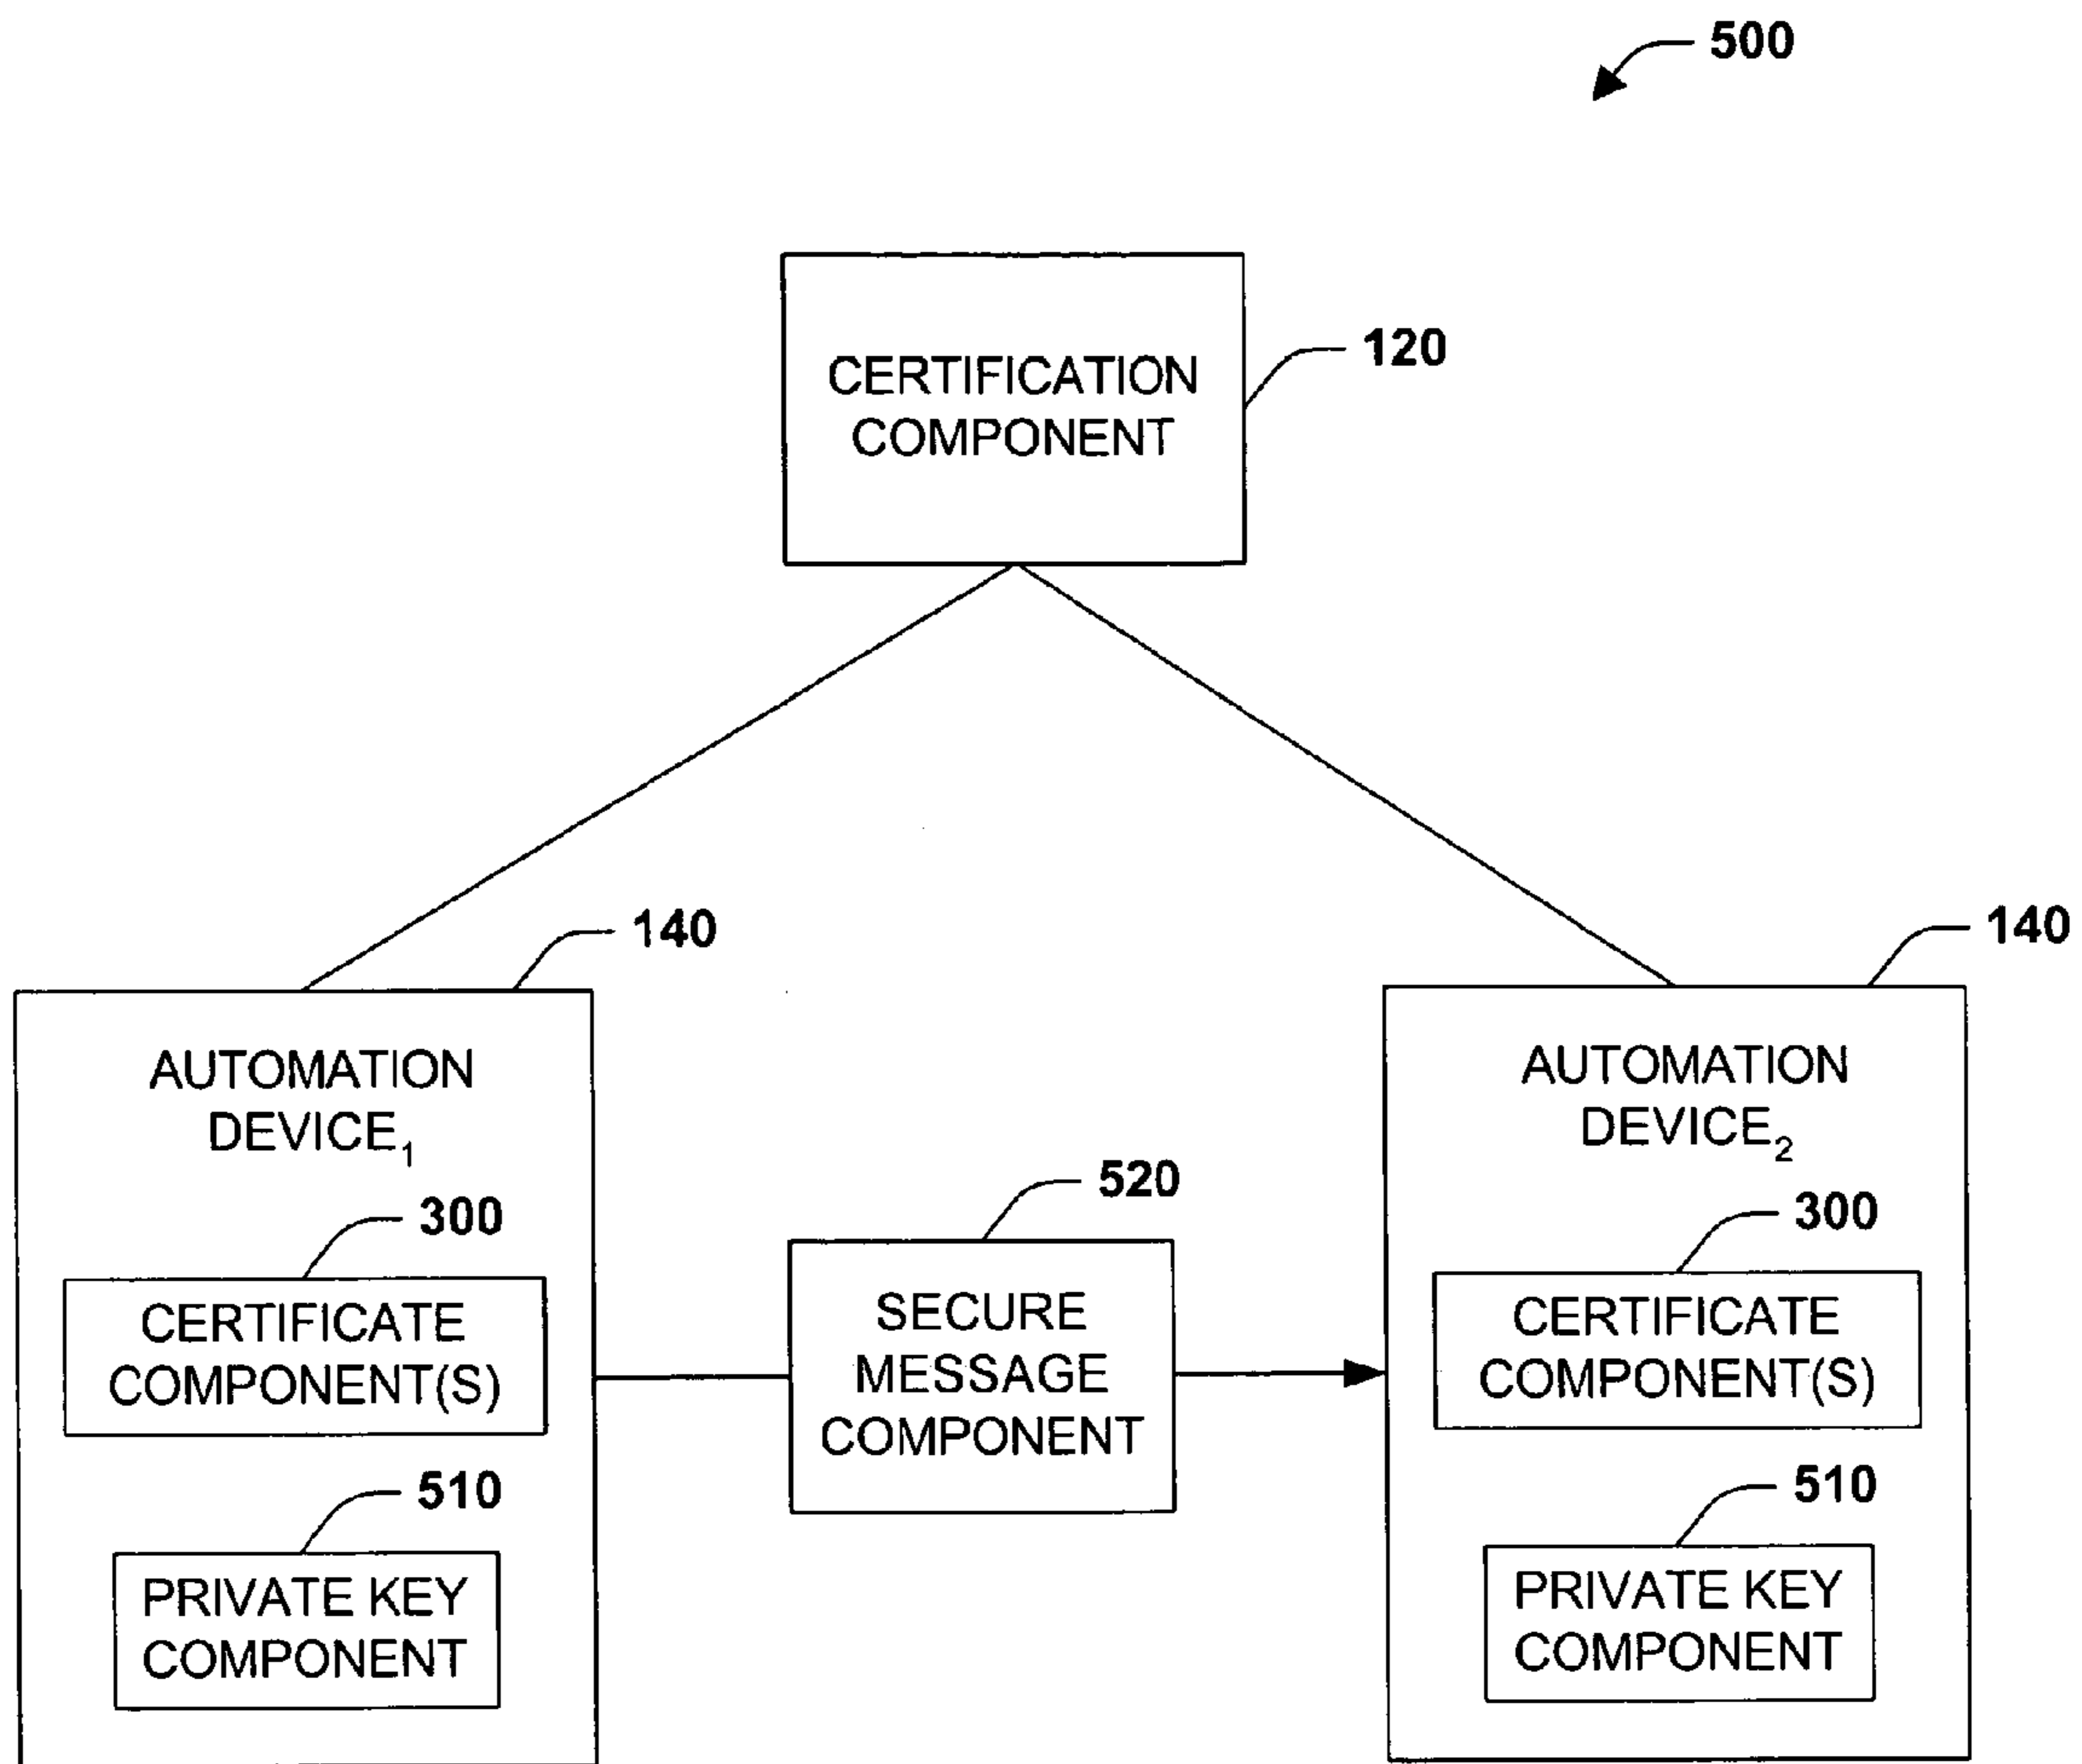 500
120
CERTIFICATION
COMPONENT
140
140
AUTOMATION
DEVICE₁
AUTOMATION
DEVICE₂
300
CERTIFICATE
COMPONENT(S)
510
PRIVATE KEY
COMPONENT
520
SECURE
MESSAGE
COMPONENT
300
CERTIFICATE
COMPONENT(S)
510
PRIVATE KEY
COMPONENT